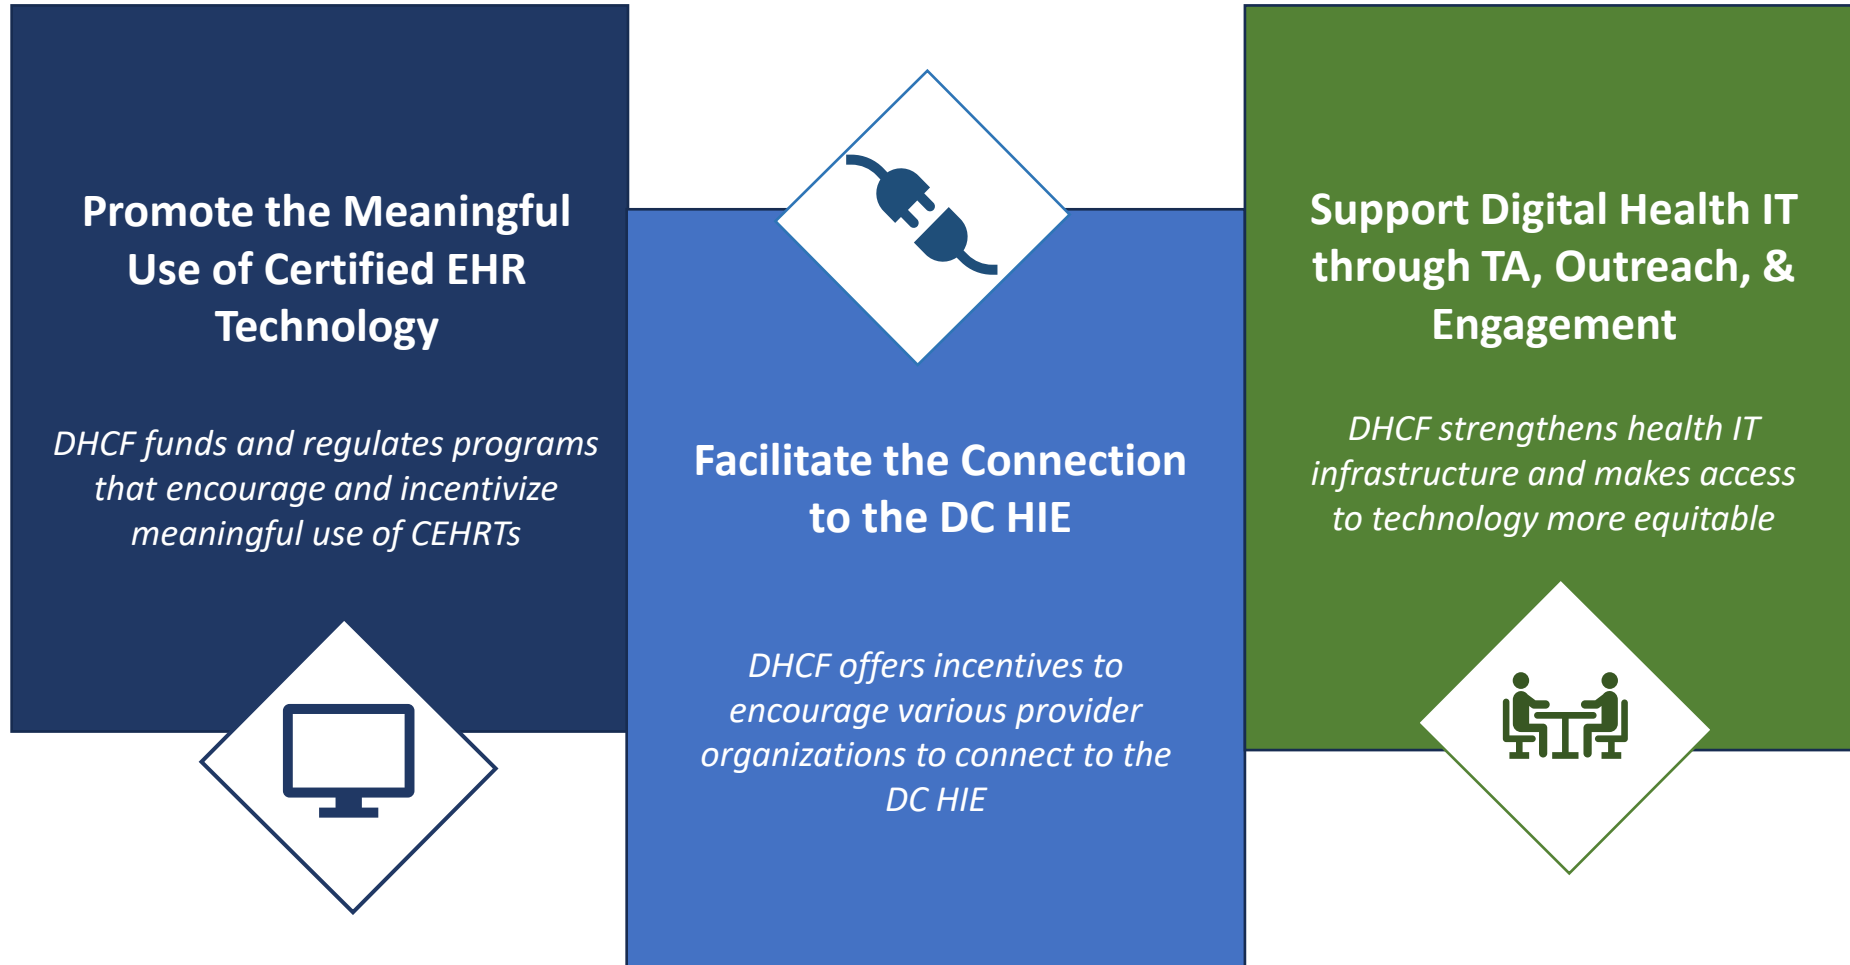 Promote the Meaningful
Use of Certified EHR
Technology
DHCF funds and regulates programs
that encourage and incentivize
meaningful use of CEHRTs
Facilitate the Connection
to the DC HIE
DHCF offers incentives to
encourage various provider
organizations to connect to the
DC HIE
Support Digital Health IT
through TA, Outreach, &
Engagement
DHCF strengthens health IT
infrastructure and makes access
to technology more equitable